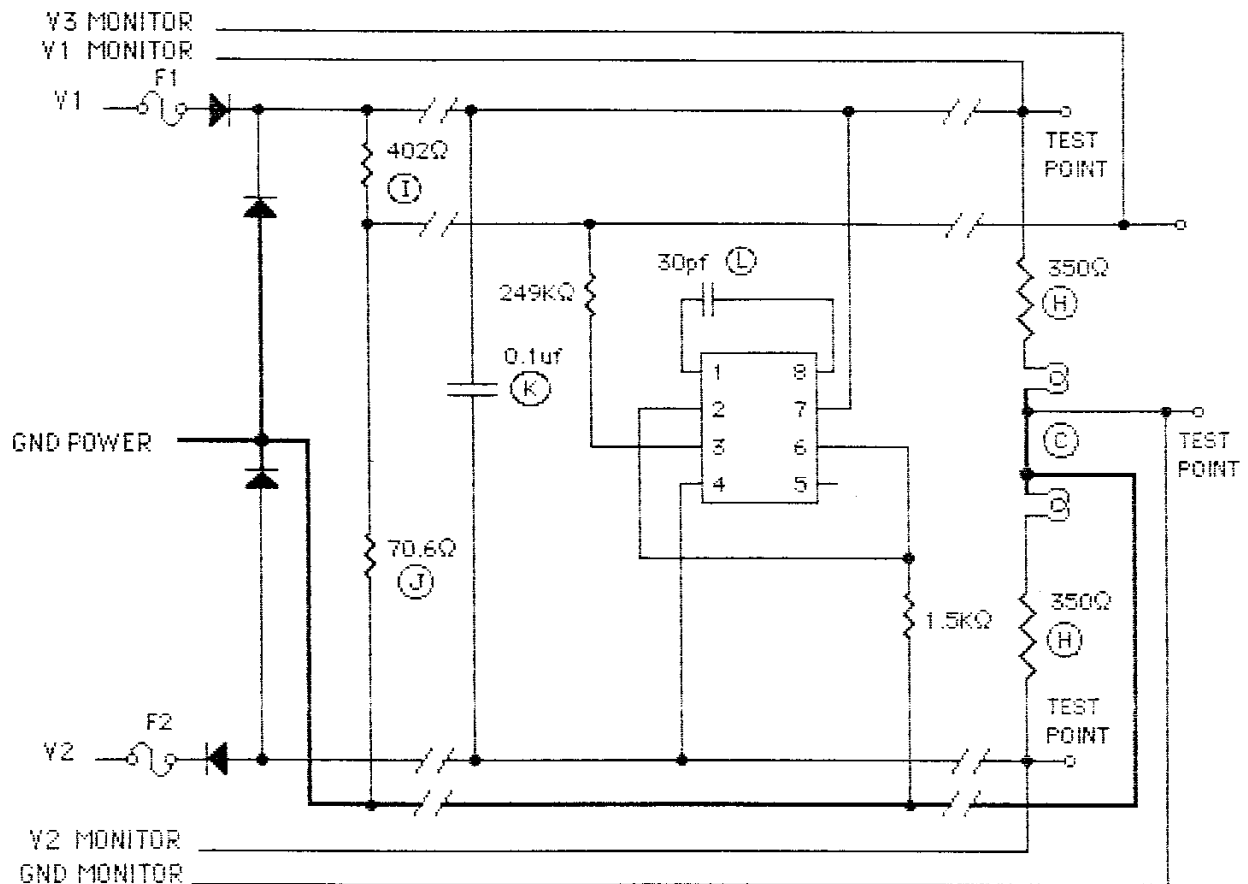 V3 MONITOR
V1 MONITOR
F1
V1
TEST
POINT
402Ω
I
30pf L
350Ω
H
249KΩ
0.1uf
K
1 8
2 7
3 6
4 5
GND POWER
C
TEST
POINT
70.6Ω
J
1.5KΩ
350Ω
H
F2
V2
TEST
POINT
V2 MONITOR
GND MONITOR